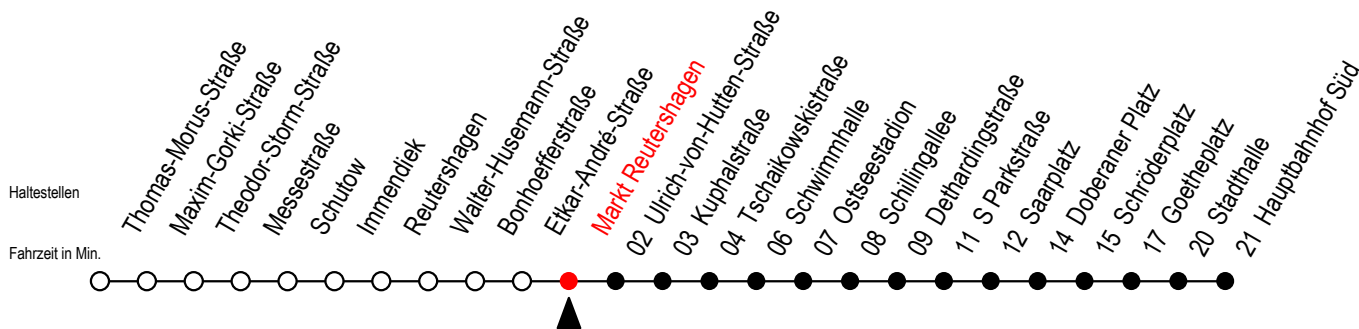 Haltestellen
Fahrzeit in Min.
Thomas-Morus-Straße
Maxim-Gorki-Straße
Theodor-Storm-Straße
Messestraße
Schutow
Immendiek
Reutershagen
Walter-Husemann-Straße
Bonhoefferstraße
Etkar-André-Straße
Markt Reutershagen
02 Ulrich-von-Hutten-Straße
03 Kuphalstraße
04 Tschaikowskistraße
06 Schwimmhalle
07 Ostseestadion
08 Schillingallee
09 Dethardingstraße
11 S Parkstraße
12 Saarplatz
14 Doberaner Platz
15 Schröderplatz
17 Goetheplatz
20 Stadthalle
21 Hauptbahnhof Süd